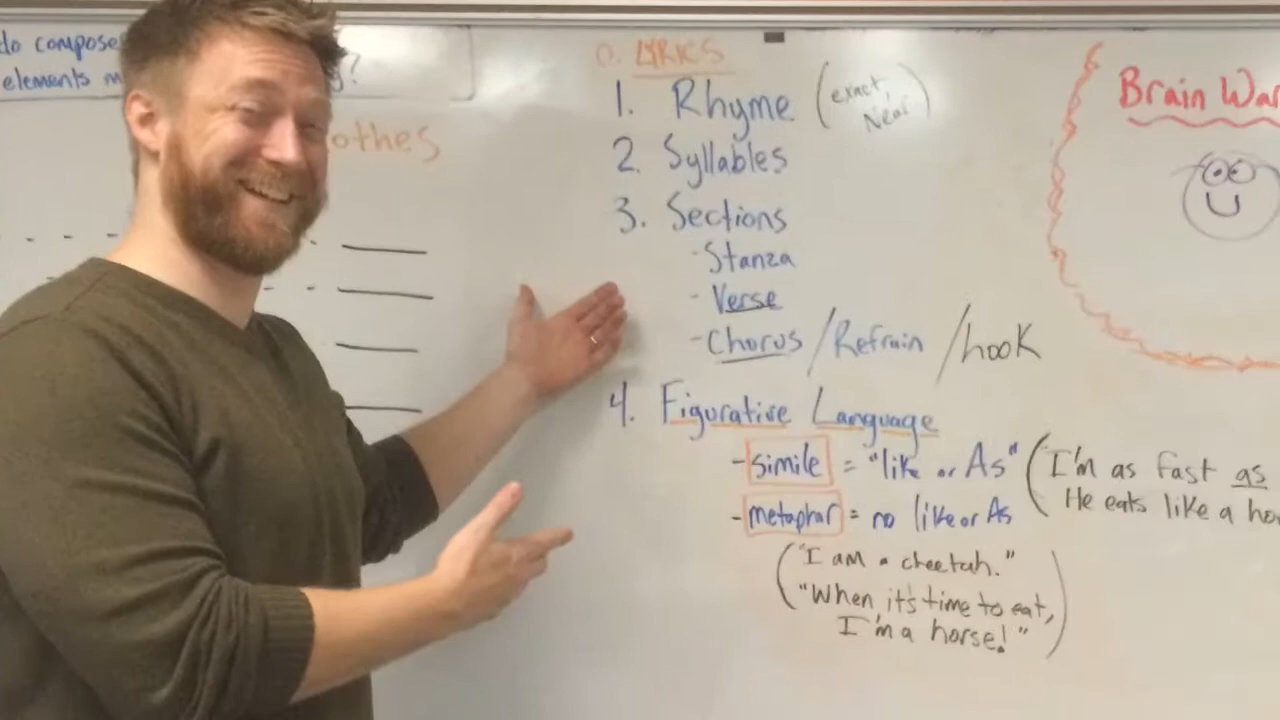 do compose
elements m
y?
othes
0. LYRICS
1. Rhyme (exact, Near)
2. Syllables
3. Sections
- Stanza
- Verse
- Chorus / Refrain / hook
4. Figurative Language
- simile = "like or As" (I'm as fast as
He eats like a ho
- metaphor = no like or As
("I am a cheetah."
"When it's time to eat,
I'm a horse!")
Brain War